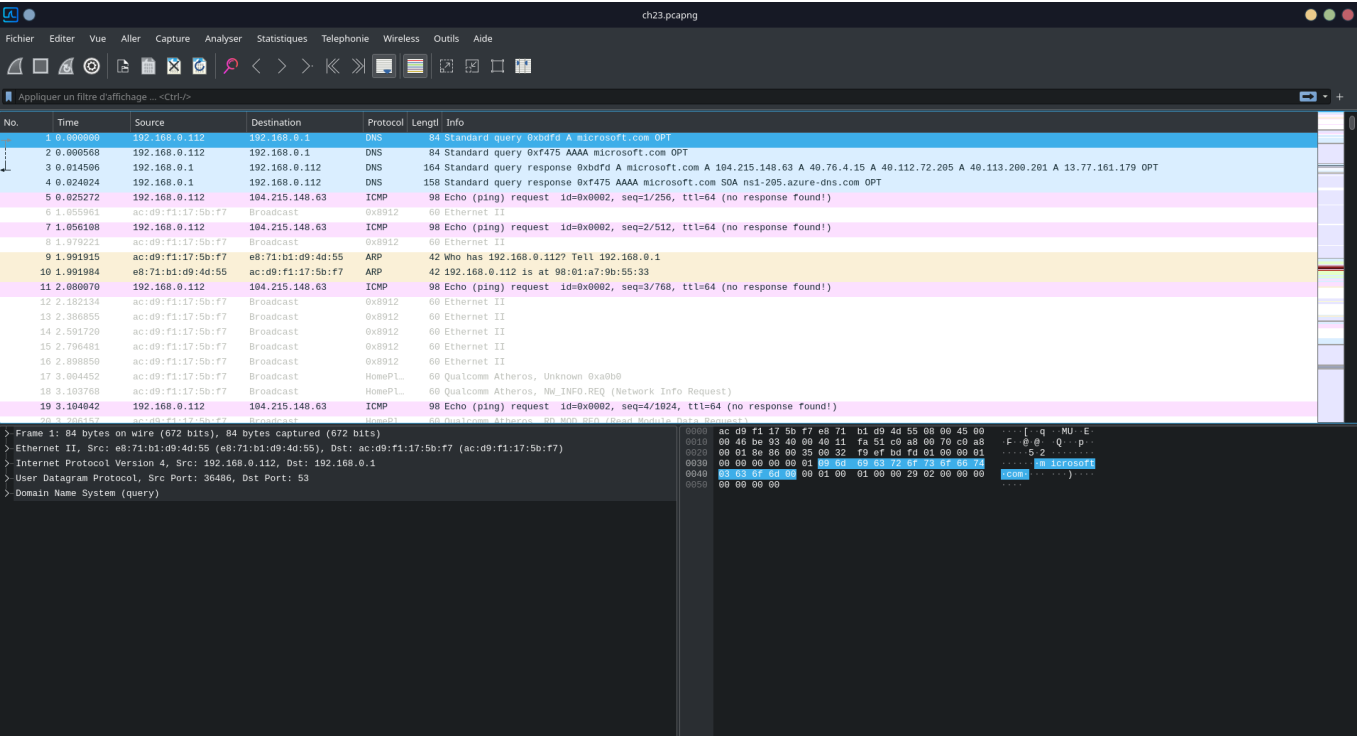 ch23.pcapng
Fichier Editer Vue Aller Capture Analyser Statistiques Telephonie Wireless Outils Aide
Appliquer un filtre d'affichage ... <Ctrl-/>
No. Time Source Destination Protocol Lengtl Info
1 0.000000 192.168.0.112 192.168.0.1 DNS 84 Standard query 0xbdfd A microsoft.com OPT
2 0.000568 192.168.0.112 192.168.0.1 DNS 84 Standard query 0xf475 AAAA microsoft.com OPT
3 0.014506 192.168.0.1 192.168.0.112 DNS 164 Standard query response 0xbdfd A microsoft.com A 104.215.148.63 A 40.76.4.15 A 40.112.72.205 A 40.113.200.201 A 13.77.161.179 OPT
4 0.024024 192.168.0.1 192.168.0.112 DNS 158 Standard query response 0xf475 AAAA microsoft.com SOA ns1-205.azure-dns.com OPT
5 0.025272 192.168.0.112 104.215.148.63 ICMP 98 Echo (ping) request id=0x0002, seq=1/256, ttl=64 (no response found!)
6 1.055961 ac:d9:f1:17:5b:f7 Broadcast 0x8912 60 Ethernet II
7 1.056108 192.168.0.112 104.215.148.63 ICMP 98 Echo (ping) request id=0x0002, seq=2/512, ttl=64 (no response found!)
8 1.979221 ac:d9:f1:17:5b:f7 Broadcast 0x8912 60 Ethernet II
9 1.991915 ac:d9:f1:17:5b:f7 e8:71:b1:d9:4d:55 ARP 42 Who has 192.168.0.112? Tell 192.168.0.1
10 1.991984 e8:71:b1:d9:4d:55 ac:d9:f1:17:5b:f7 ARP 42 192.168.0.112 is at 98:01:a7:9b:55:33
11 2.080070 192.168.0.112 104.215.148.63 ICMP 98 Echo (ping) request id=0x0002, seq=3/768, ttl=64 (no response found!)
12 2.182134 ac:d9:f1:17:5b:f7 Broadcast 0x8912 60 Ethernet II
13 2.386855 ac:d9:f1:17:5b:f7 Broadcast 0x8912 60 Ethernet II
14 2.591720 ac:d9:f1:17:5b:f7 Broadcast 0x8912 60 Ethernet II
15 2.796481 ac:d9:f1:17:5b:f7 Broadcast 0x8912 60 Ethernet II
16 2.898850 ac:d9:f1:17:5b:f7 Broadcast 0x8912 60 Ethernet II
17 3.004452 ac:d9:f1:17:5b:f7 Broadcast HomePl... 60 Qualcomm Atheros, Unknown 0xa0b0
18 3.103768 ac:d9:f1:17:5b:f7 Broadcast HomePl... 60 Qualcomm Atheros, NW_INFO.REQ (Network Info Request)
19 3.104042 192.168.0.112 104.215.148.63 ICMP 98 Echo (ping) request id=0x0002, seq=4/1024, ttl=64 (no response found!)
20 3.206157 ac:d9:f1:17:5b:f7 Broadcast HomePl... 60 Qualcomm Atheros, RD_MOD.REQ (Read Module Data Request)
Frame 1: 84 bytes on wire (672 bits), 84 bytes captured (672 bits)
Ethernet II, Src: e8:71:b1:d9:4d:55 (e8:71:b1:d9:4d:55), Dst: ac:d9:f1:17:5b:f7 (ac:d9:f1:17:5b:f7)
Internet Protocol Version 4, Src: 192.168.0.112, Dst: 192.168.0.1
User Datagram Protocol, Src Port: 36486, Dst Port: 53
Domain Name System (query)
0000 ac d9 f1 17 5b f7 e8 71 b1 d9 4d 55 08 00 45 00 ····[··q ··MU··E·
0010 00 46 be 93 40 00 40 11 fa 51 c0 a8 00 70 c0 a8 ·F··@·@· ·Q···p··
0020 00 01 8e 86 00 35 00 32 f9 ef bd fd 01 00 00 01 ·····5·2 ········
0030 00 00 00 00 00 01 09 6d 69 63 72 6f 73 6f 66 74 ·······m icrosoft
0040 03 63 6f 6d 00 00 01 00 01 00 00 29 02 00 00 00 ·com···· ···)····
0050 00 00 00 00 ····